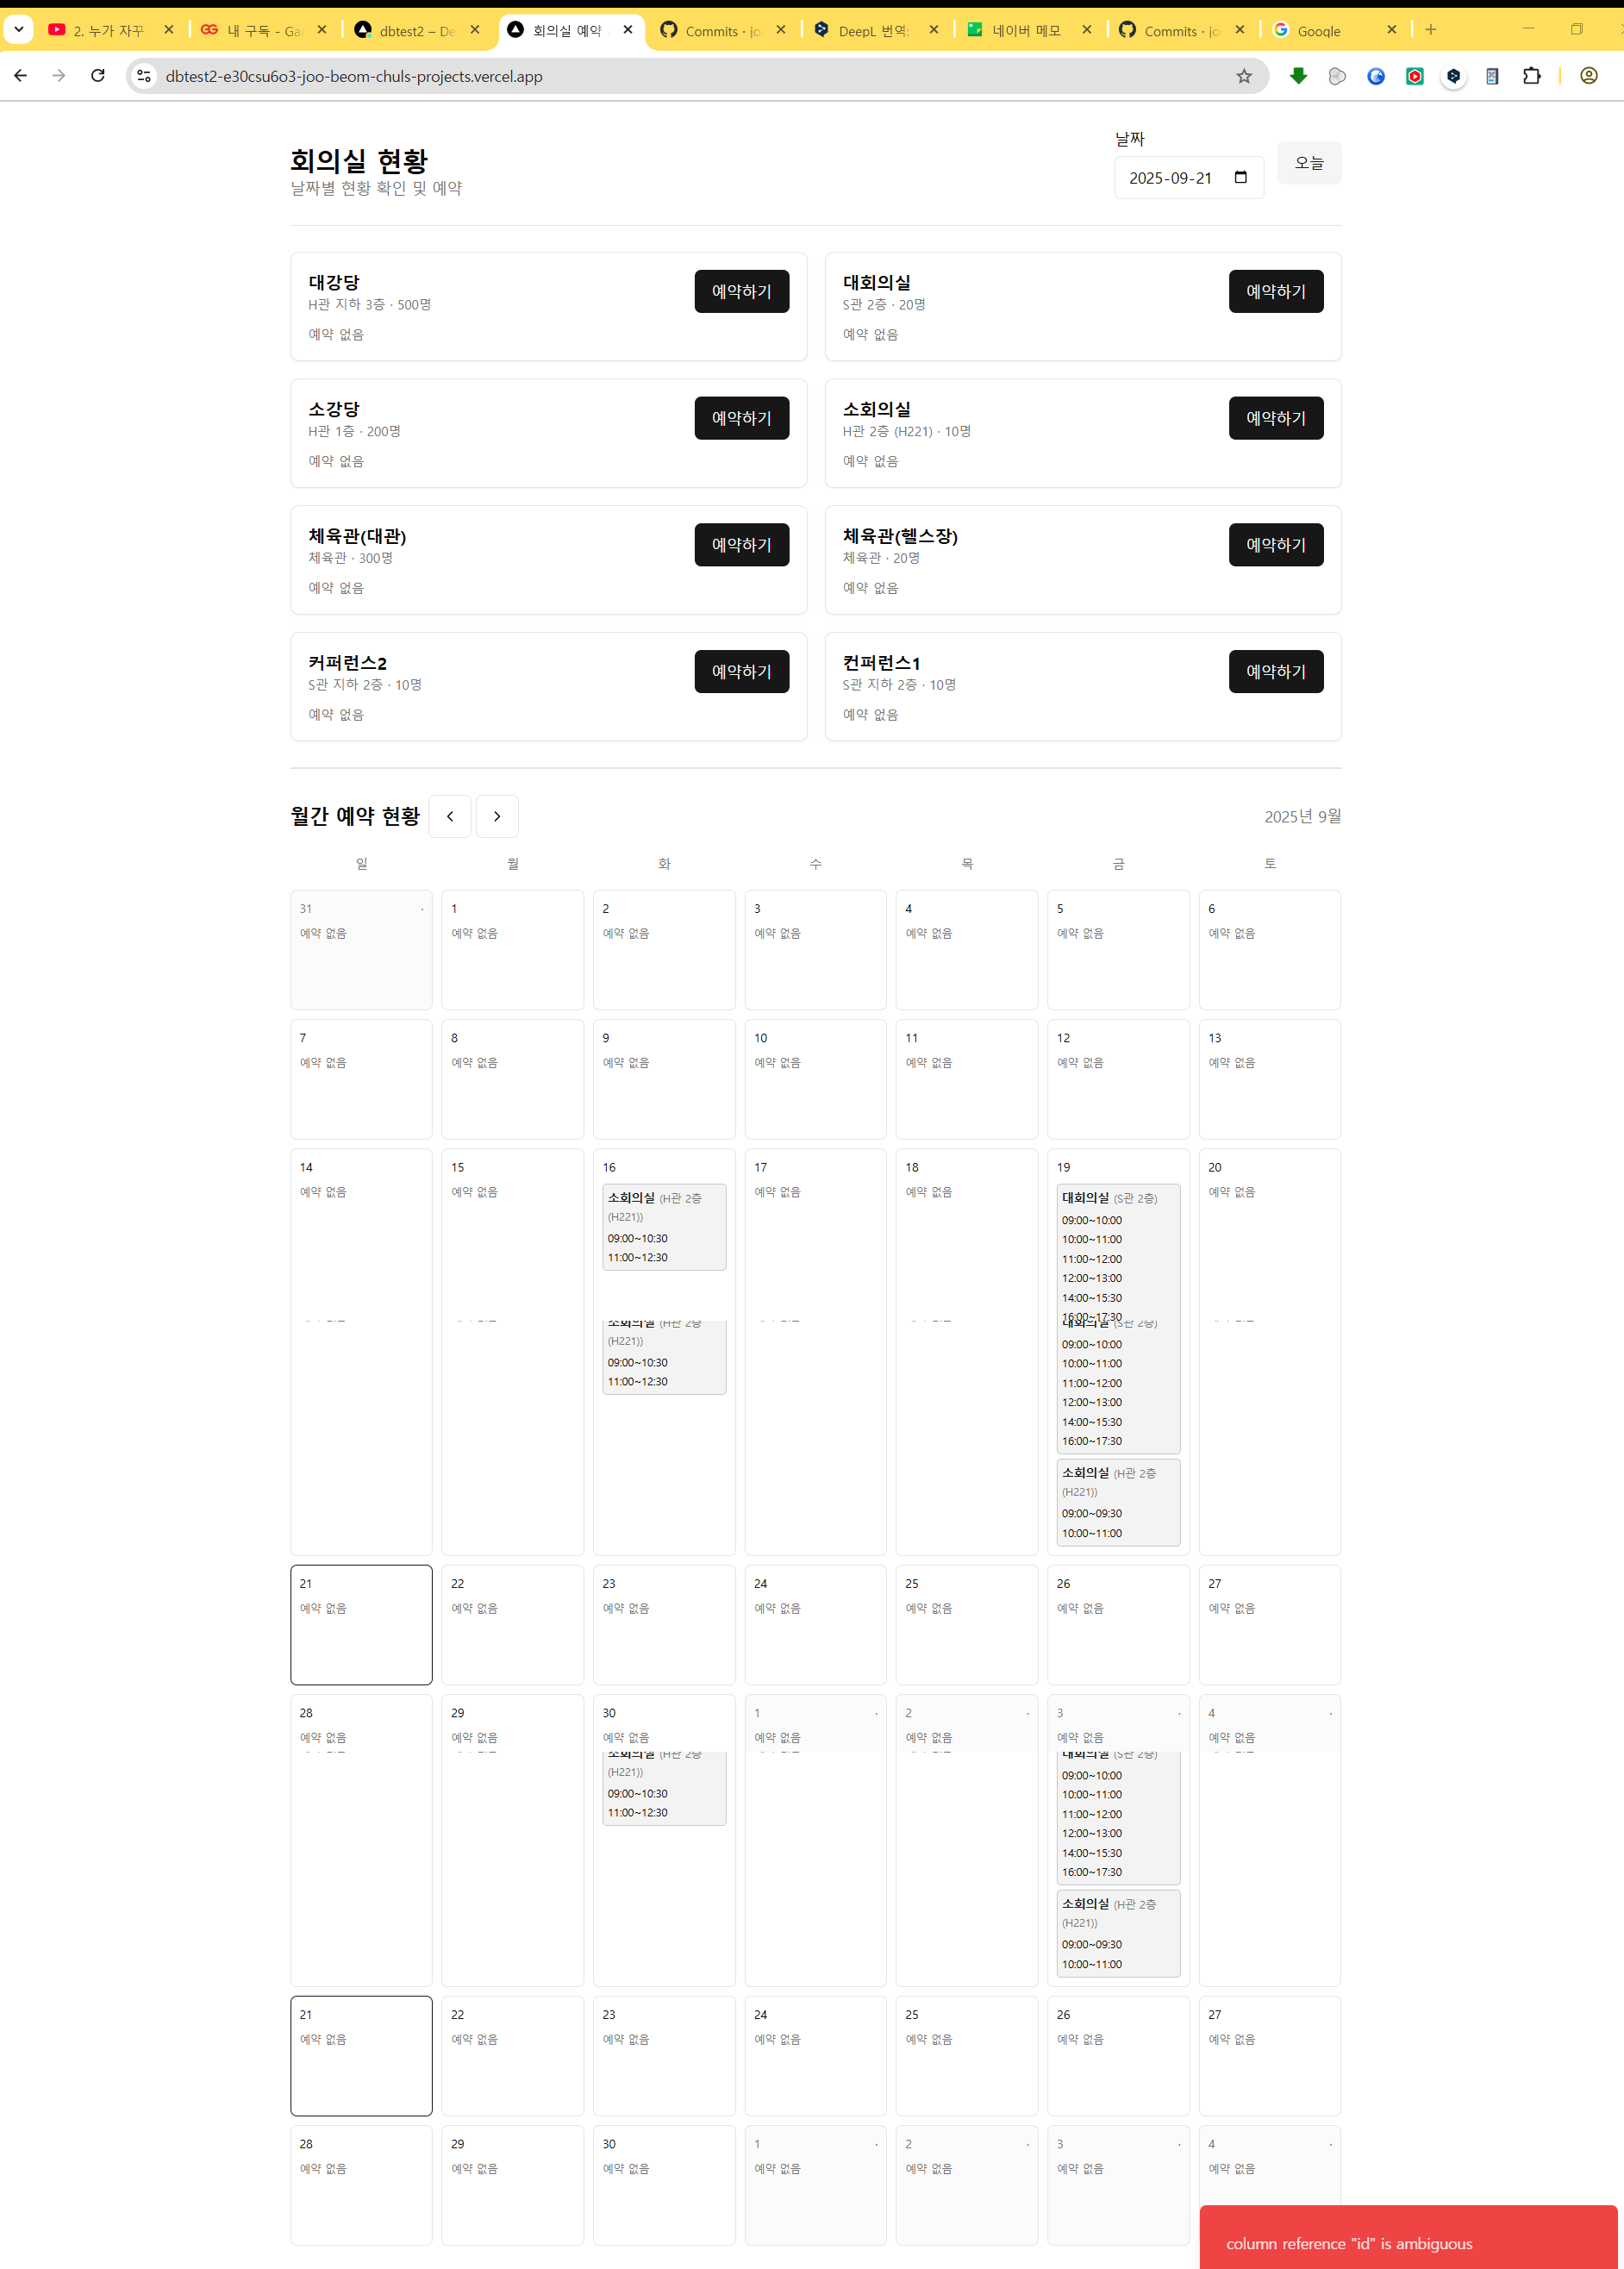 2. 누가 자꾸
내 구독 - Ga
dbtest2 – De
회의실 예약
Commits · jo
DeepL 번역:
네이버 메모
Commits · jo
Google
dbtest2-e30csu6o3-joo-beom-chuls-projects.vercel.app
회의실 현황
날짜별 현황 확인 및 예약
날짜
2025-09-21
오늘
대강당
H관 지하 3층 · 500명
예약 없음
예약하기
대회의실
S관 2층 · 20명
예약 없음
예약하기
소강당
H관 1층 · 200명
예약 없음
예약하기
소회의실
H관 2층 (H221) · 10명
예약 없음
예약하기
체육관(대관)
체육관 · 300명
예약 없음
예약하기
체육관(헬스장)
체육관 · 20명
예약 없음
예약하기
커퍼런스2
S관 지하 2층 · 10명
예약 없음
예약하기
컨퍼런스1
S관 지하 2층 · 10명
예약 없음
예약하기
월간 예약 현황
2025년 9월
일 월 화 수 목 금 토
31 · 1 2 3 4 5 6
예약 없음 예약 없음 예약 없음 예약 없음 예약 없음 예약 없음 예약 없음
7 8 9 10 11 12 13
예약 없음 예약 없음 예약 없음 예약 없음 예약 없음 예약 없음 예약 없음
14
예약 없음
15
예약 없음
16
소회의실 (H관 2층
(H221))
09:00~10:30
11:00~12:30
17
예약 없음
18
예약 없음
19
대회의실 (S관 2층)
09:00~10:00
10:00~11:00
11:00~12:00
12:00~13:00
14:00~15:30
16:00~17:30
20
예약 없음
소회의실 (H관 2층
(H221))
09:00~10:30
11:00~12:30
대회의실 (S관 2층)
09:00~10:00
10:00~11:00
11:00~12:00
12:00~13:00
14:00~15:30
16:00~17:30
소회의실 (H관 2층
(H221))
09:00~09:30
10:00~11:00
21 22 23 24 25 26 27
예약 없음 예약 없음 예약 없음 예약 없음 예약 없음 예약 없음 예약 없음
28 29 30 1 · 2 · 3 · 4 ·
예약 없음 예약 없음 예약 없음 예약 없음 예약 없음 예약 없음 예약 없음
소회의실 (H관 2층
(H221))
09:00~10:30
11:00~12:30
대회의실 (S관 2층)
09:00~10:00
10:00~11:00
11:00~12:00
12:00~13:00
14:00~15:30
16:00~17:30
소회의실 (H관 2층
(H221))
09:00~09:30
10:00~11:00
21 22 23 24 25 26 27
예약 없음 예약 없음 예약 없음 예약 없음 예약 없음 예약 없음 예약 없음
28 29 30 1 · 2 · 3 · 4 ·
예약 없음 예약 없음 예약 없음 예약 없음 예약 없음 예약 없음 예약 없음
column reference "id" is ambiguous